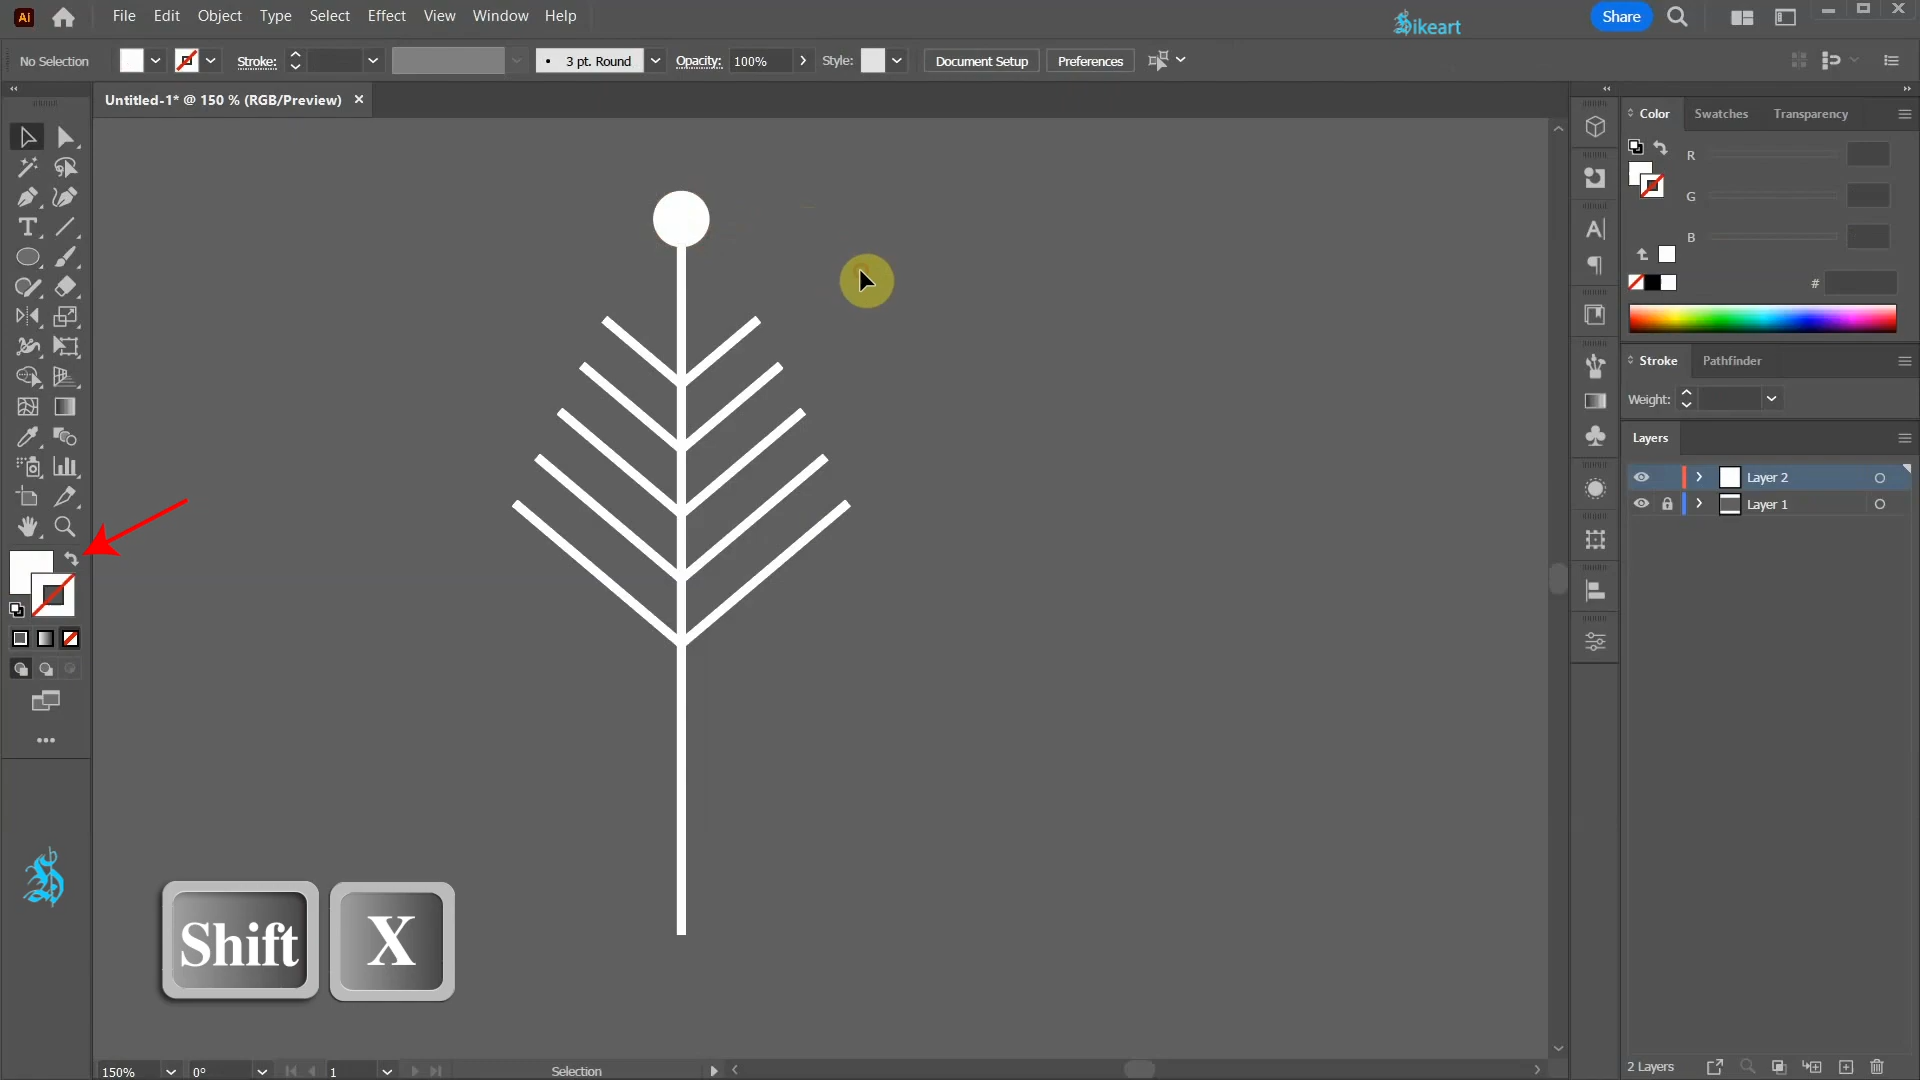 Ai
File Edit Object Type Select Effect View Window Help
Sikeart
Share
No Selection
Stroke:
3 pt. Round
Opacity: 100%
Style:
Document Setup
Preferences
Untitled-1* @ 150 % (RGB/Preview) ×
Color Swatches Transparency
R
G
B
#
Stroke Pathfinder
Weight:
Layers
Layer 2
Layer 1
Shift X
150% 0° 1 Selection
2 Layers